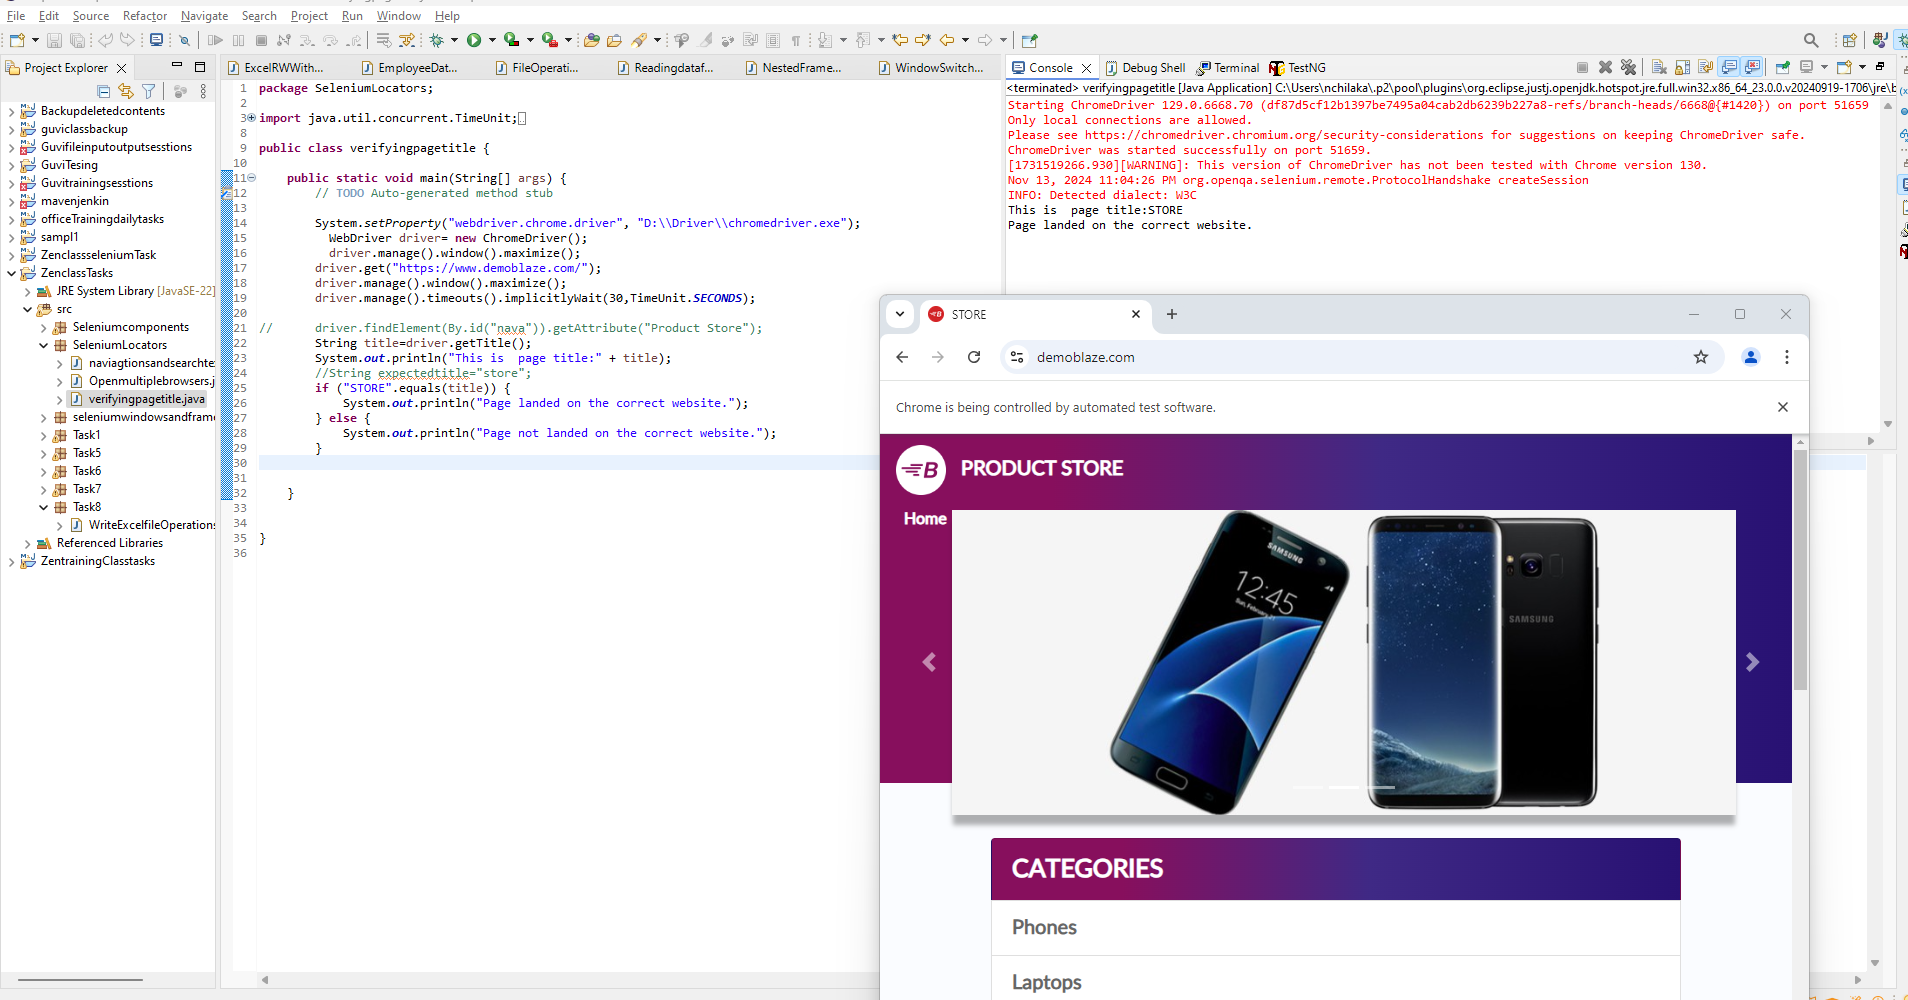 File Edit Source Refactor Navigate Search Project Run Window Help
Project Explorer
Backupdeletedcontents
guviclassbackup
Guvifileinputoutputsesstions
GuviTesing
Guvitrainingsesstions
mavenjenkin
officeTrainingdailytasks
sampl1
ZenclassseleniumTask
ZenclassTasks
JRE System Library [JavaSE-22]
src
Seleniumcomponents
SeleniumLocators
naviagtionsandsearchte
Openmultiplebrowsers.j
verifyingpagetitle.java
seleniumwindowsandframe
Task1
Task5
Task6
Task7
Task8
WriteExcelfileOperations
Referenced Libraries
ZentrainingClasstasks
ExcelRWWith... EmployeeDat... FileOperati... Readingdataf... NestedFrame... WindowSwitch...
1 package SeleniumLocators;
2
3 import java.util.concurrent.TimeUnit;
8
9 public class verifyingpagetitle {
10
11 public static void main(String[] args) {
12 // TODO Auto-generated method stub
13
14 System.setProperty("webdriver.chrome.driver", "D:\\Driver\\chromedriver.exe");
15 WebDriver driver= new ChromeDriver();
16 driver.manage().window().maximize();
17 driver.get("https://www.demoblaze.com/");
18 driver.manage().window().maximize();
19 driver.manage().timeouts().implicitlyWait(30,TimeUnit.SECONDS);
20
21 // driver.findElement(By.id("nava")).getAttribute("Product Store");
22 String title=driver.getTitle();
23 System.out.println("This is  page title:" + title);
24 //String expectedtitle="store";
25 if ("STORE".equals(title)) {
26 System.out.println("Page landed on the correct website.");
27 } else {
28 System.out.println("Page not landed on the correct website.");
29 }
30
31
32 }
33
34
35 }
36
Console Debug Shell Terminal TestNG
<terminated> verifyingpagetitle [Java Application] C:\Users\nchilaka\.p2\pool\plugins\org.eclipse.justj.openjdk.hotspot.jre.full.win32.x86_64_23.0.0.v20240919-1706\jre\b
Starting ChromeDriver 129.0.6668.70 (df87d5cf12b1397be7495a04cab2db6239b227a8-refs/branch-heads/6668@{#1420}) on port 51659
Only local connections are allowed.
Please see https://chromedriver.chromium.org/security-considerations for suggestions on keeping ChromeDriver safe.
ChromeDriver was started successfully on port 51659.
[1731519266.930][WARNING]: This version of ChromeDriver has not been tested with Chrome version 130.
Nov 13, 2024 11:04:26 PM org.openqa.selenium.remote.ProtocolHandshake createSession
INFO: Detected dialect: W3C
This is  page title:STORE
Page landed on the correct website.
STORE
demoblaze.com
Chrome is being controlled by automated test software.
B PRODUCT STORE
Home
SAMSUNG
12:45
SAMSUNG
CATEGORIES
Phones
Laptops